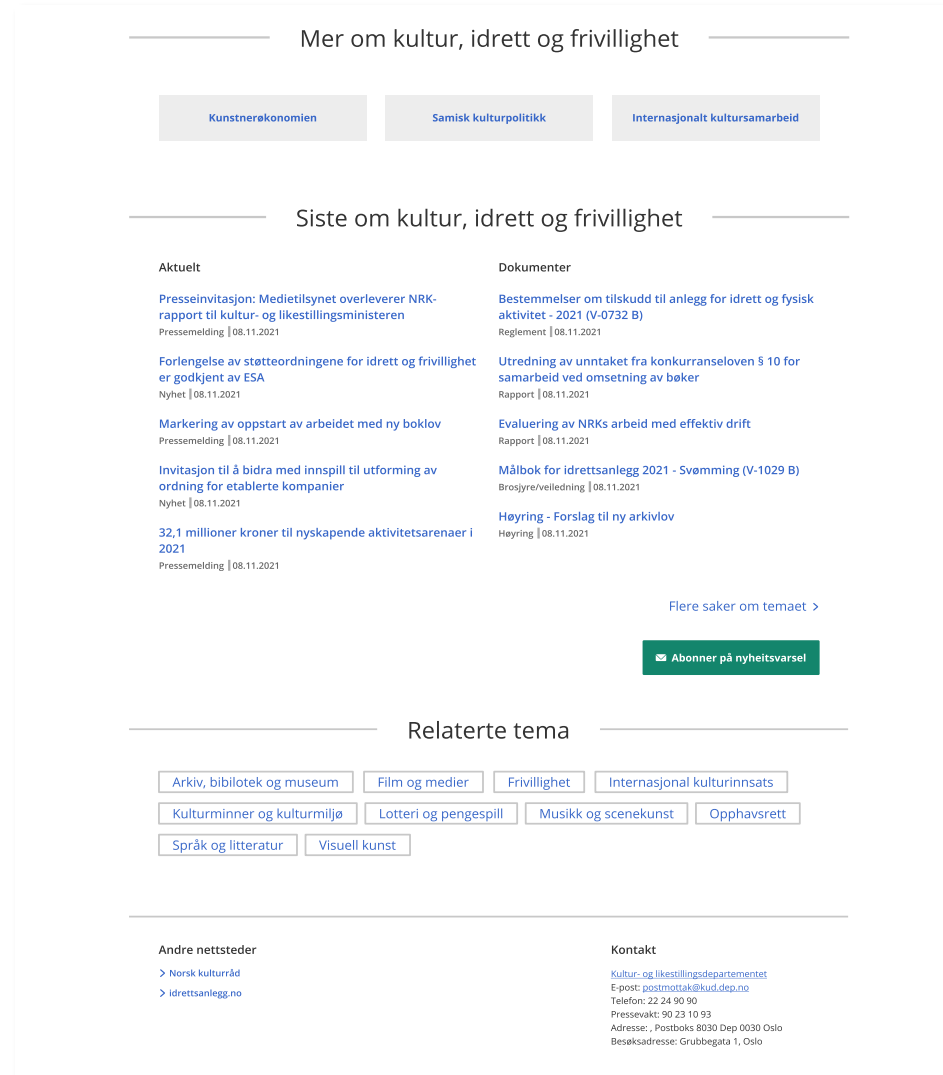 Mer om kultur, idrett og frivillighet
Kunstnerøkonomien
Samisk kulturpolitikk
Internasjonalt kultursamarbeid
Siste om kultur, idrett og frivillighet
Aktuelt
Presseinvitasjon: Medietilsynet overleverer NRK-
rapport til kultur- og likestillingsministeren
Pressemelding | 08.11.2021
Forlengelse av støtteordningene for idrett og frivillighet
er godkjent av ESA
Nyhet | 08.11.2021
Markering av oppstart av arbeidet med ny boklov
Pressemelding | 08.11.2021
Invitasjon til å bidra med innspill til utforming av
ordning for etablerte kompanier
Nyhet | 08.11.2021
32,1 millioner kroner til nyskapende aktivitetsarenaer i
2021
Pressemelding | 08.11.2021
Dokumenter
Bestemmelser om tilskudd til anlegg for idrett og fysisk
aktivitet - 2021 (V-0732 B)
Reglement | 08.11.2021
Utredning av unntaket fra konkurranseloven § 10 for
samarbeid ved omsetning av bøker
Rapport | 08.11.2021
Evaluering av NRKs arbeid med effektiv drift
Rapport | 08.11.2021
Målbok for idrettsanlegg 2021 - Svømming (V-1029 B)
Brosjyre/veiledning | 08.11.2021
Høyring - Forslag til ny arkivlov
Høyring | 08.11.2021
Flere saker om temaet
Abonner på nyheitsvarsel
Relaterte tema
Arkiv, bibilotek og museum
Film og medier
Frivillighet
Internasjonal kulturinnsats
Kulturminner og kulturmiljø
Lotteri og pengespill
Musikk og scenekunst
Opphavsrett
Språk og litteratur
Visuell kunst
Andre nettsteder
Norsk kulturråd
idrettsanlegg.no
Kontakt
Kultur- og likestillingsdepartementet
E-post: postmottak@kud.dep.no
Telefon: 22 24 90 90
Pressevakt: 90 23 10 93
Adresse: , Postboks 8030 Dep 0030 Oslo
Besøksadresse: Grubbegata 1, Oslo